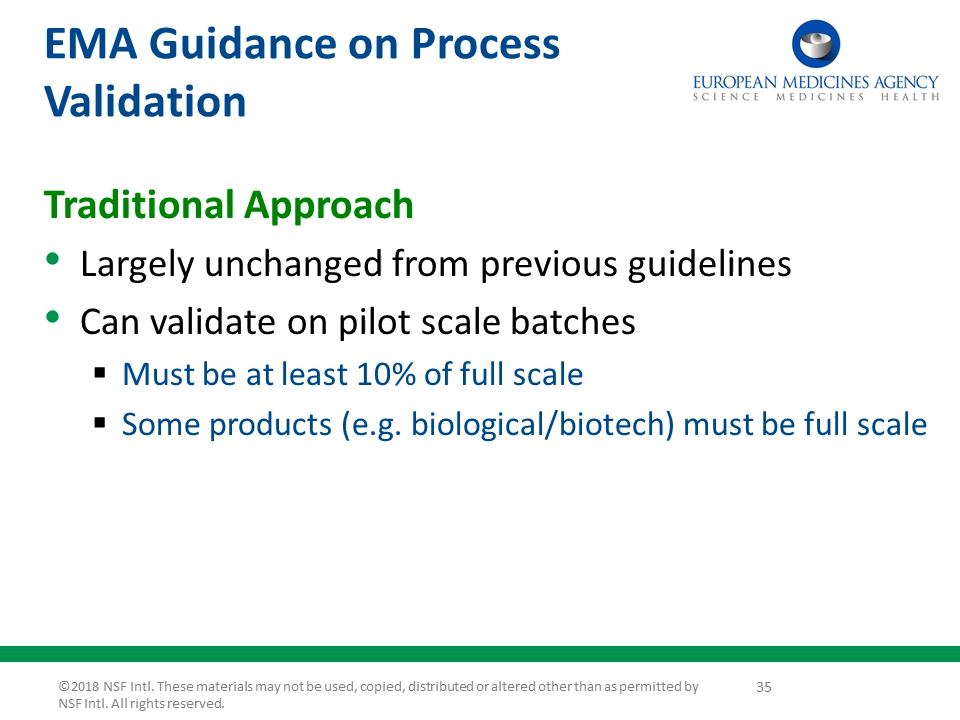 EMA Guidance on Process
Validation
EUROPEAN MEDICINES AGENCY
SCIENCE MEDICINES HEALTH
Traditional Approach
• Largely unchanged from previous guidelines
• Can validate on pilot scale batches
▪ Must be at least 10% of full scale
▪ Some products (e.g. biological/biotech) must be full scale
©2018 NSF Intl. These materials may not be used, copied, distributed or altered other than as permitted by
NSF Intl. All rights reserved.
35